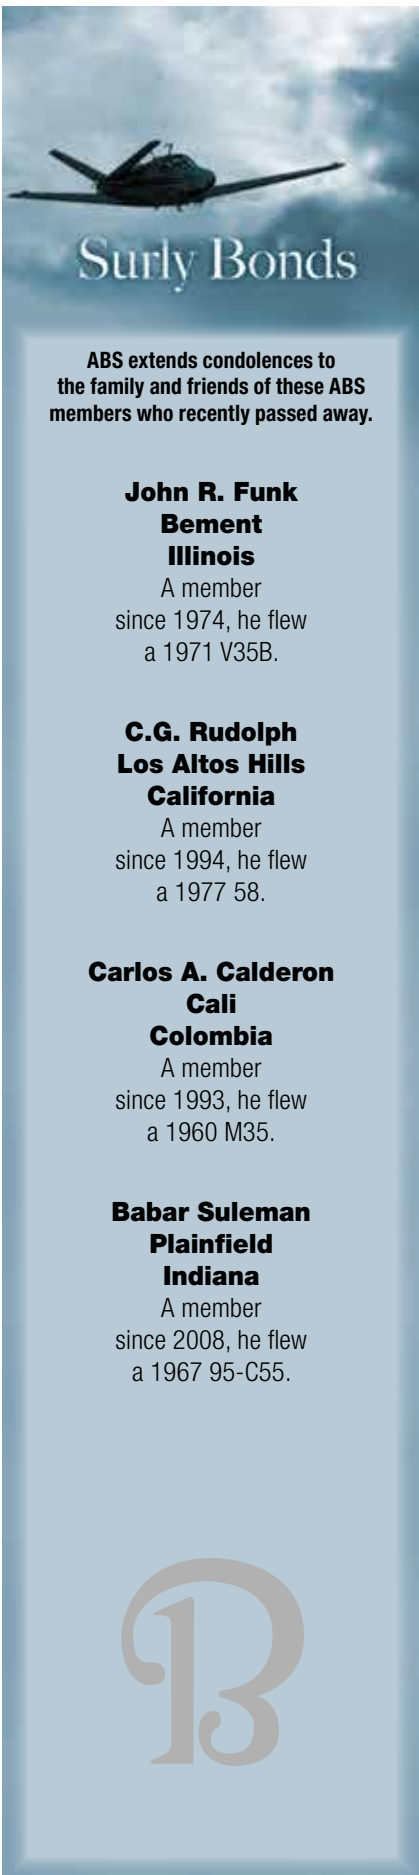 Surly Bonds
ABS extends condolences to
the family and friends of these ABS
members who recently passed away.
John R. Funk
Bement
Illinois
A member
since 1974, he flew
a 1971 V35B.
C.G. Rudolph
Los Altos Hills
California
A member
since 1994, he flew
a 1977 58.
Carlos A. Calderon
Cali
Colombia
A member
since 1993, he flew
a 1960 M35.
Babar Suleman
Plainfield
Indiana
A member
since 2008, he flew
a 1967 95-C55.
B